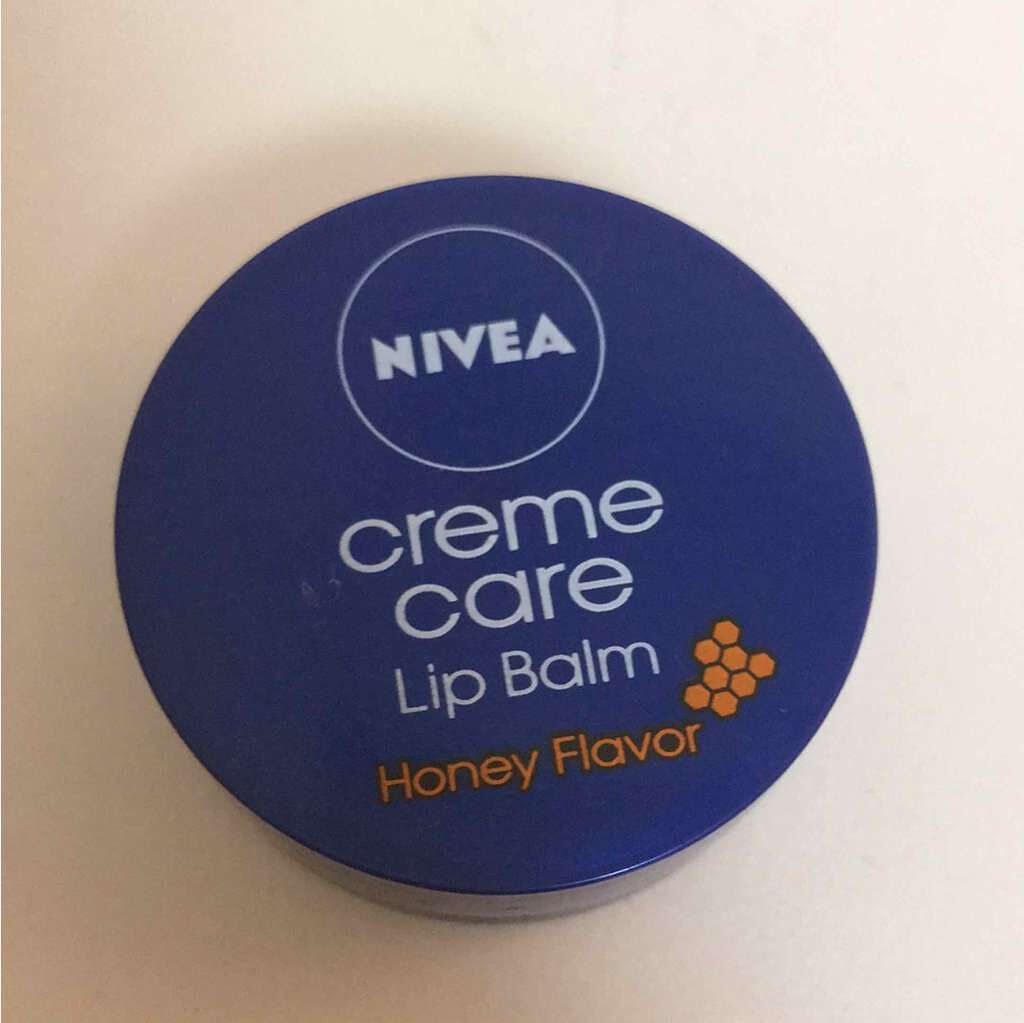 NIVEA
creme
care
Lip Balm
Honey Flavor